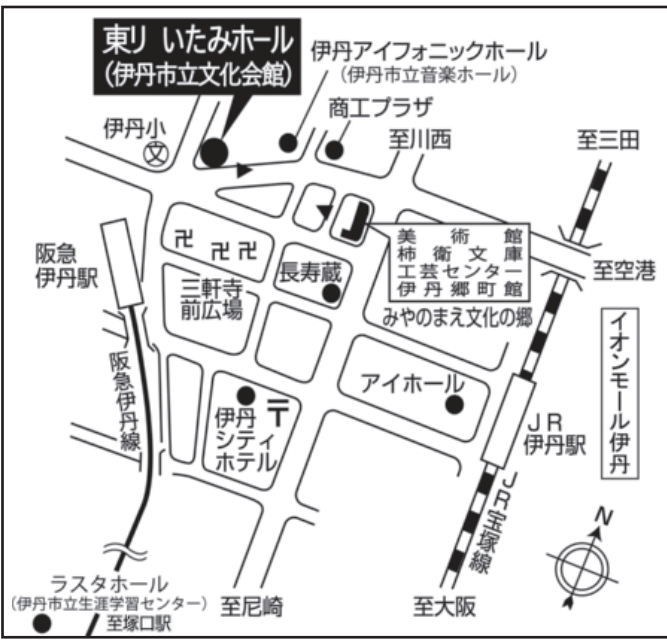 東リ いたみホール
(伊丹市立文化会館)
伊丹アイフォニックホール
(伊丹市立音楽ホール)
商工プラザ
伊丹小
文
至川西
至三田
美術館
柿衛文庫
工芸センター
伊丹郷町館
みやのまえ文化の郷
至空港
阪急
伊丹駅
卍 卍 卍
長寿蔵
三軒寺
前広場
イオンモール伊丹
阪急伊丹線
アイホール
伊丹
シティ
ホテル
〒
JR
伊丹駅
JR宝塚線
N
ラスタホール
(伊丹市立生涯学習センター)
至塚口駅
至尼崎
至大阪